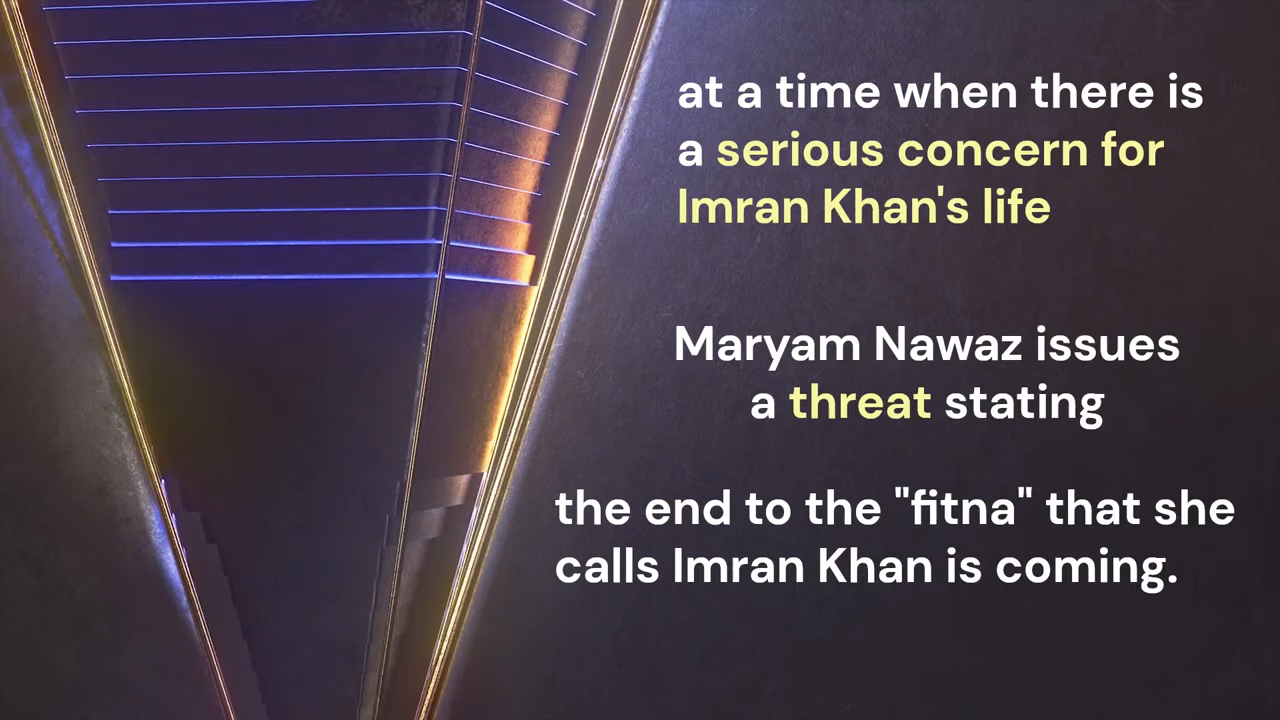 at a time when there is
a serious concern for
Imran Khan's life
Maryam Nawaz issues
a threat stating
the end to the "fitna" that she
calls Imran Khan is coming.